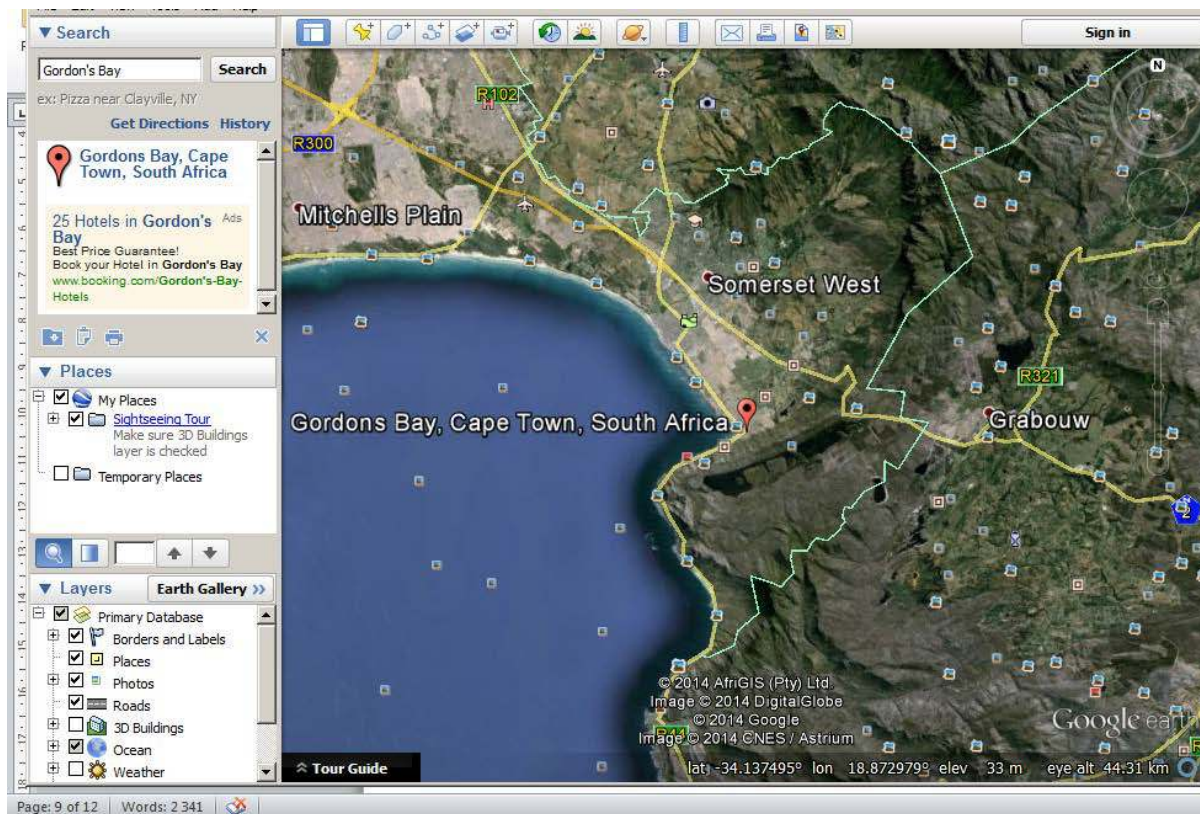 Search
Sign in
Gordon's Bay
Search
ex: Pizza near Clayville, NY
Get Directions History
Gordons Bay, Cape
Town, South Africa
25 Hotels in Gordon's
Bay
Ads
Best Price Guarantee!
Book your Hotel in Gordon's Bay
www.booking.com/Gordon's-Bay-
Hotels
Places
My Places
Sightseeing Tour
Make sure 3D Buildings
layer is checked
Temporary Places
Layers
Earth Gallery >>
Primary Database
Borders and Labels
Places
Photos
Roads
3D Buildings
Ocean
Weather
N
R102
H
R300
Mitchells Plain
Somerset West
R321
Gordons Bay, Cape Town, South Africa
Grabouw
2
© 2014 AfriGIS (Pty) Ltd.
Image © 2014 DigitalGlobe
© 2014 Google
R44
Image © 2014 CNES / Astrium
Google earth
Tour Guide
lat -34.137495° lon 18.872979° elev 33 m eye alt 44.31 km
Page: 9 of 12
Words: 2 341